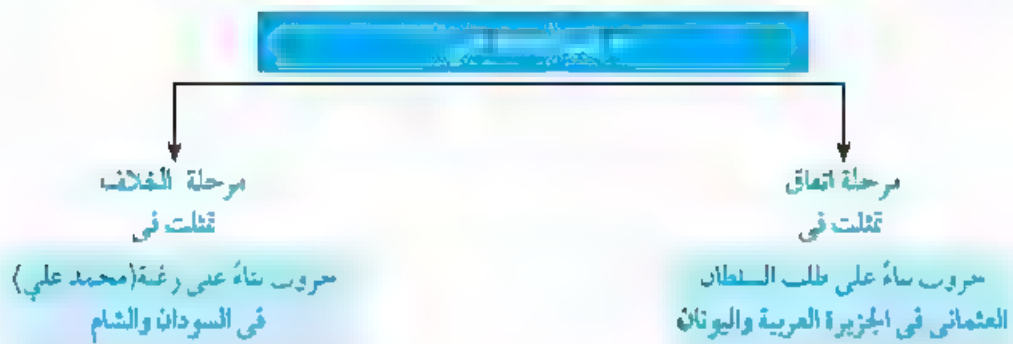 مرحلة اتفاق
تمثلت في
حروب بناءً على طلب السلطان
العثماني في الجزيرة العربية واليونان
مرحلة الخلاف
تمثلت في
حروب بناءً على رغبة (محمد علي)
في السودان والشام